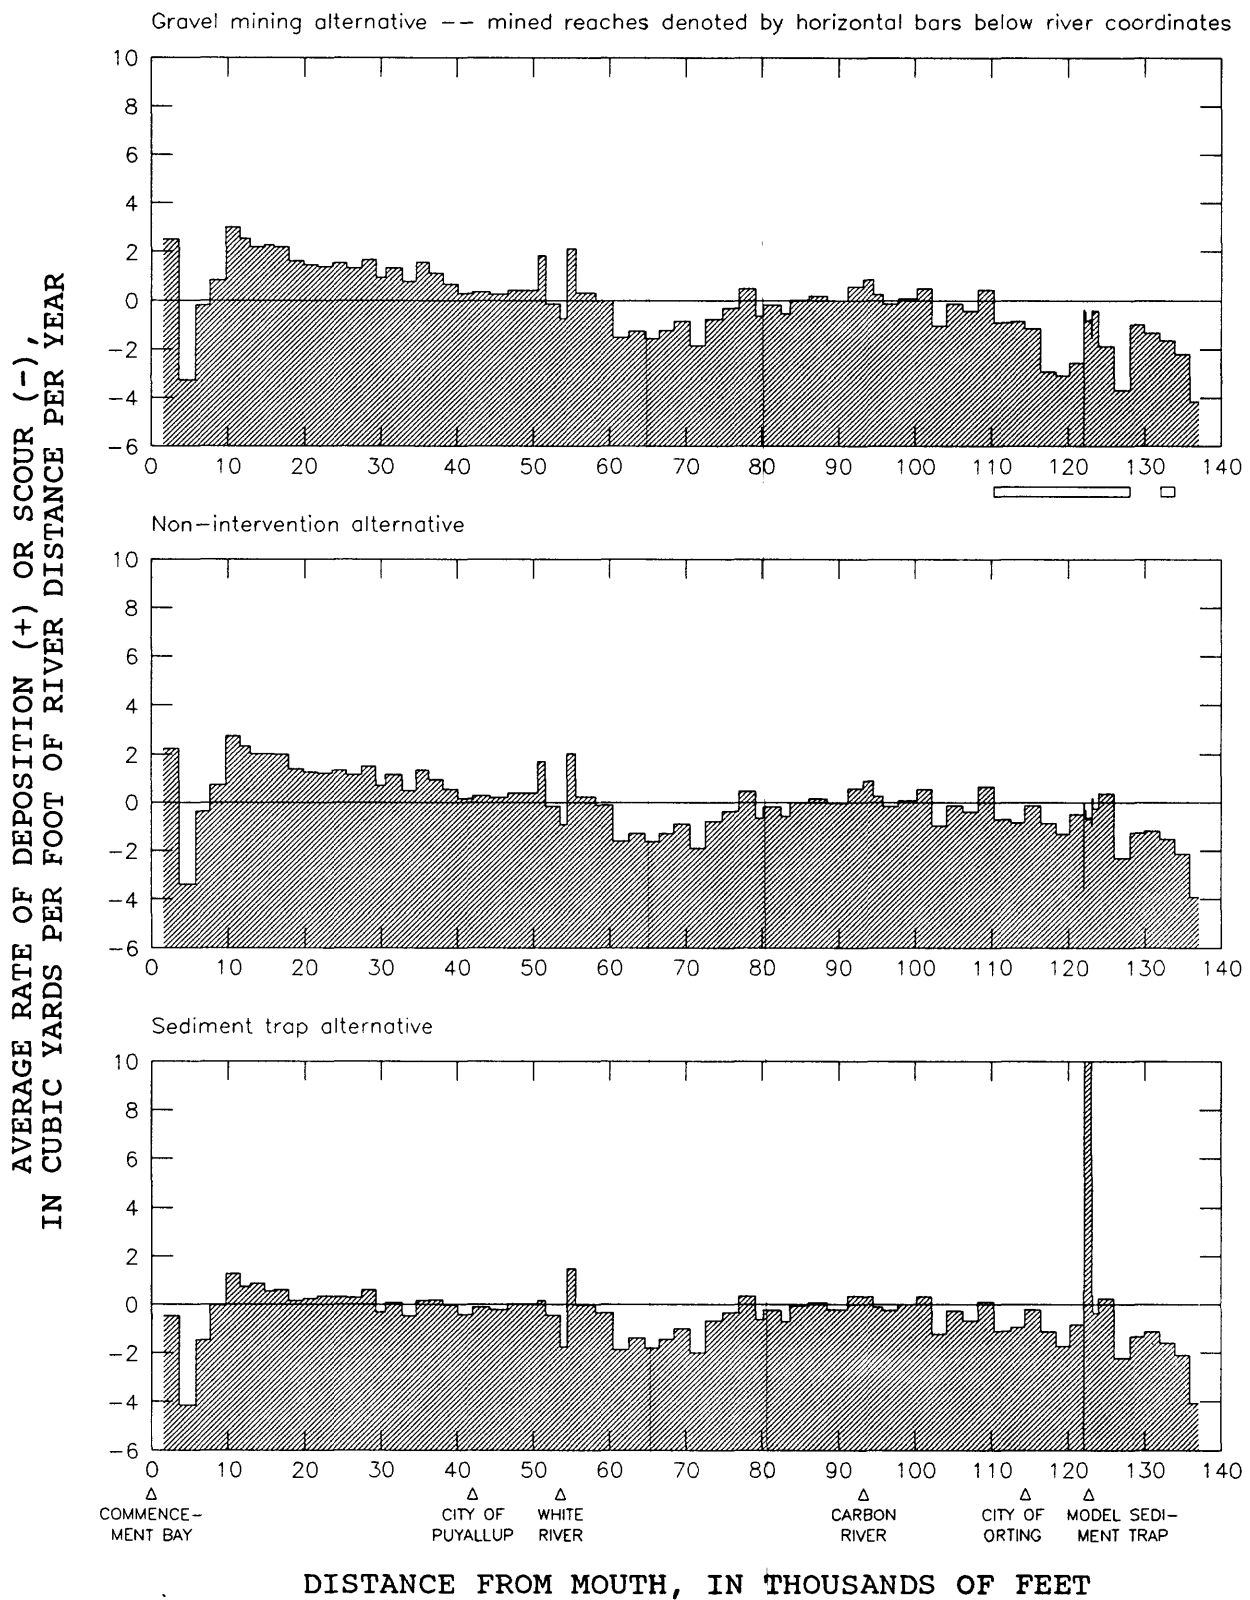 Gravel mining alternative -- mined reaches denoted by horizontal bars below river coordinates
10
8
6
4
2
0
-2
-4
-6
0 10 20 30 40 50 60 70 80 90 100 110 120 130 140
Non-intervention alternative
10
8
6
4
2
0
-2
-4
-6
0 10 20 30 40 50 60 70 80 90 100 110 120 130 140
Sediment trap alternative
10
8
6
4
2
0
-2
-4
-6
0 10 20 30 40 50 60 70 80 90 100 110 120 130 140
COMMENCE-
MENT BAY
CITY OF
PUYALLUP
WHITE
RIVER
CARBON
RIVER
CITY OF
ORTING
MODEL SEDI-
MENT TRAP
AVERAGE RATE OF DEPOSITION (+) OR SCOUR (-),
IN CUBIC YARDS PER FOOT OF RIVER DISTANCE PER YEAR
DISTANCE FROM MOUTH, IN THOUSANDS OF FEET